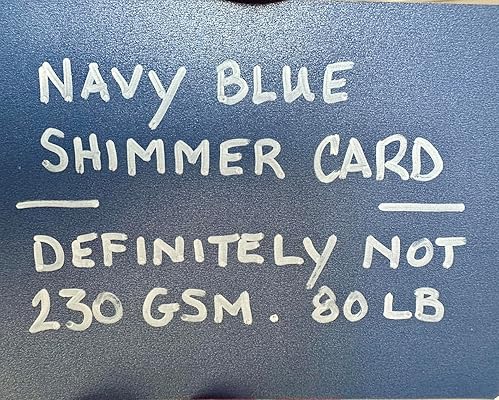 NAVY BLUE
SHIMMER CARD
DEFINITELY NOT
230 GSM. 80 LB